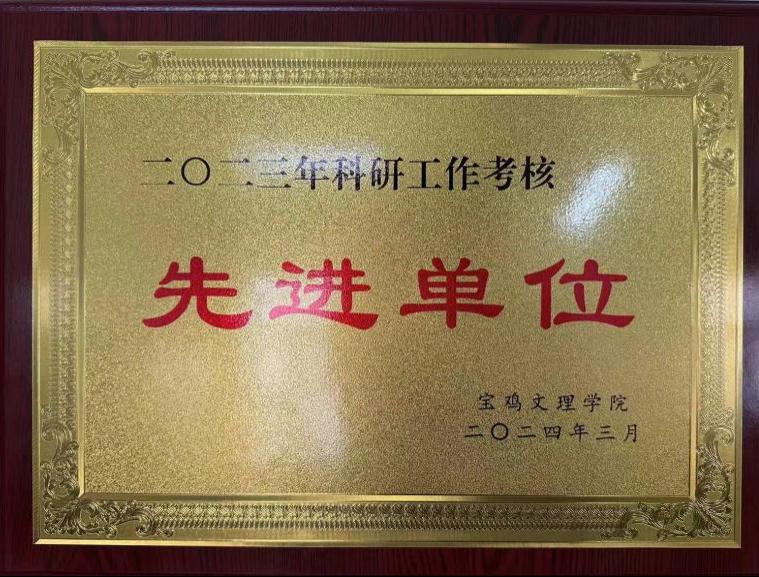 二〇二三年科研工作考核
先进单位
宝鸡文理学院
二〇二四年三月